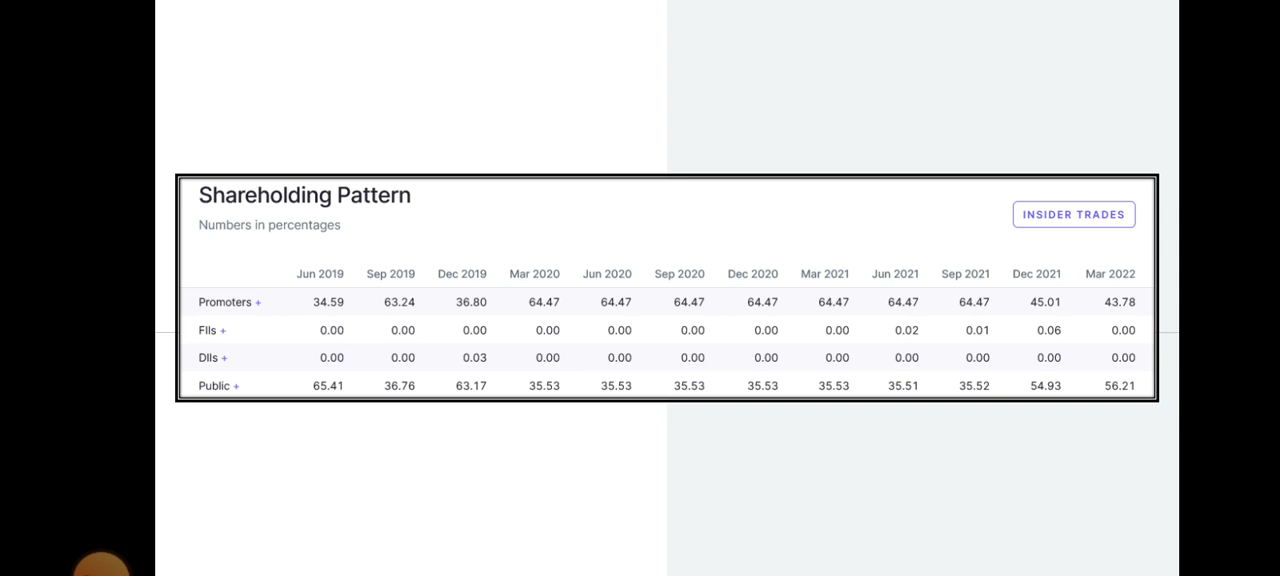 Shareholding Pattern
Numbers in percentages
INSIDER TRADES
Jun 2019 Sep 2019 Dec 2019 Mar 2020 Jun 2020 Sep 2020 Dec 2020 Mar 2021 Jun 2021 Sep 2021 Dec 2021 Mar 2022
Promoters + 34.59 63.24 36.80 64.47 64.47 64.47 64.47 64.47 64.47 64.47 45.01 43.78
FIIs + 0.00 0.00 0.00 0.00 0.00 0.00 0.00 0.00 0.02 0.01 0.06 0.00
DIIs + 0.00 0.00 0.03 0.00 0.00 0.00 0.00 0.00 0.00 0.00 0.00 0.00
Public + 65.41 36.76 63.17 35.53 35.53 35.53 35.53 35.53 35.51 35.52 54.93 56.21